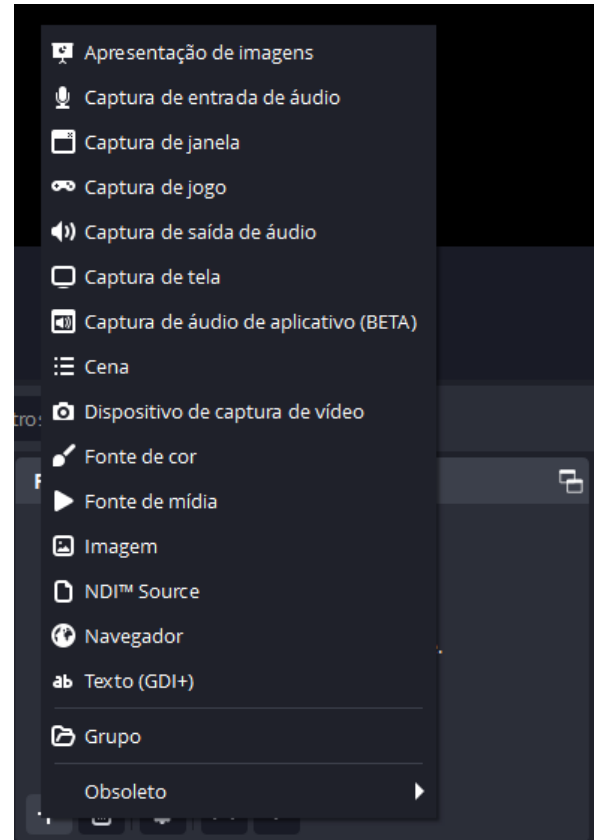 Apresentação de imagens
Captura de entrada de áudio
Captura de janela
Captura de jogo
Captura de saída de áudio
Captura de tela
Captura de áudio de aplicativo (BETA)
Cena
Dispositivo de captura de vídeo
Fonte de cor
Fonte de mídia
Imagem
NDI™ Source
Navegador
ab Texto (GDI+)
Grupo
Obsoleto